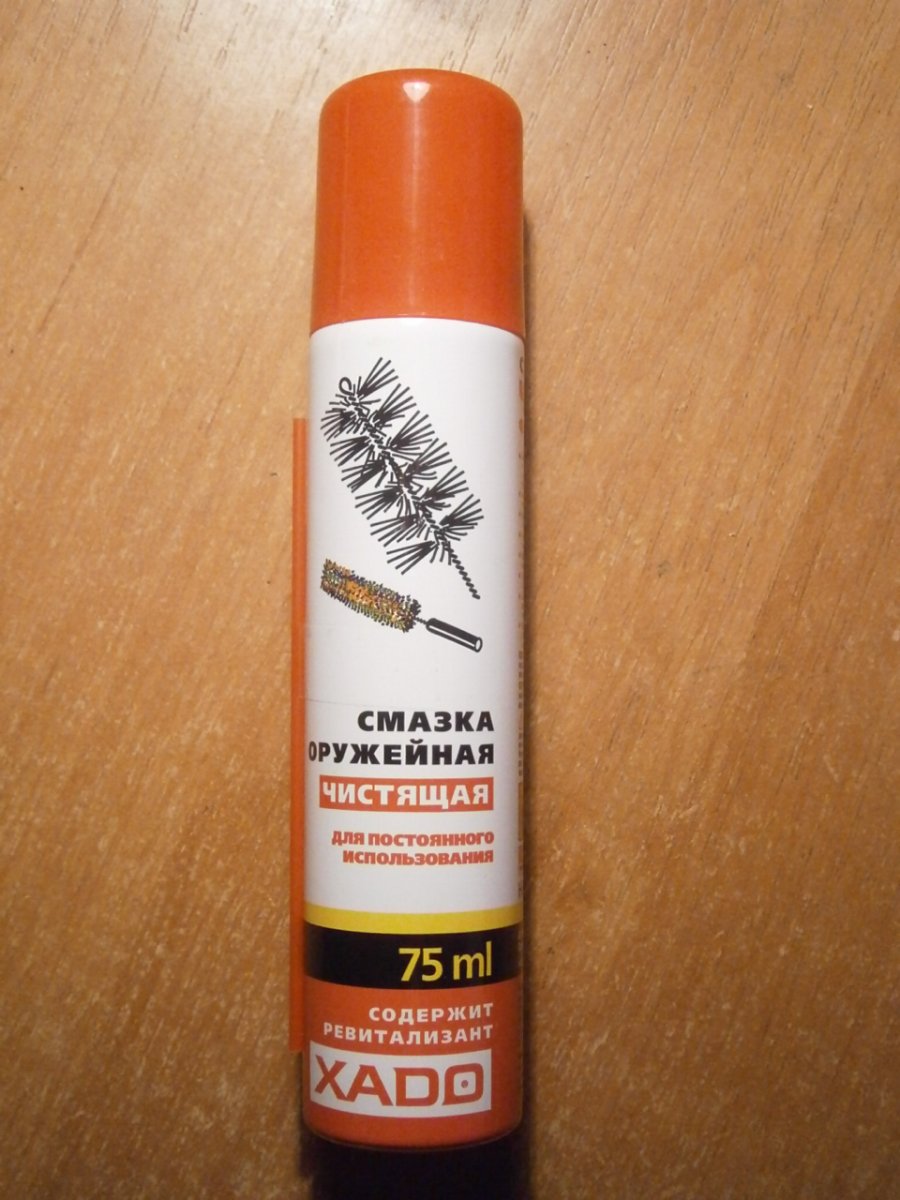 СМАЗКА
ОРУЖЕЙНАЯ
ЧИСТЯЩАЯ
ДЛЯ ПОСТОЯННОГО
ИСПОЛЬЗОВАНИЯ
75 ml
СОДЕРЖИТ
РЕВИТАЛИЗАНТ
XADO